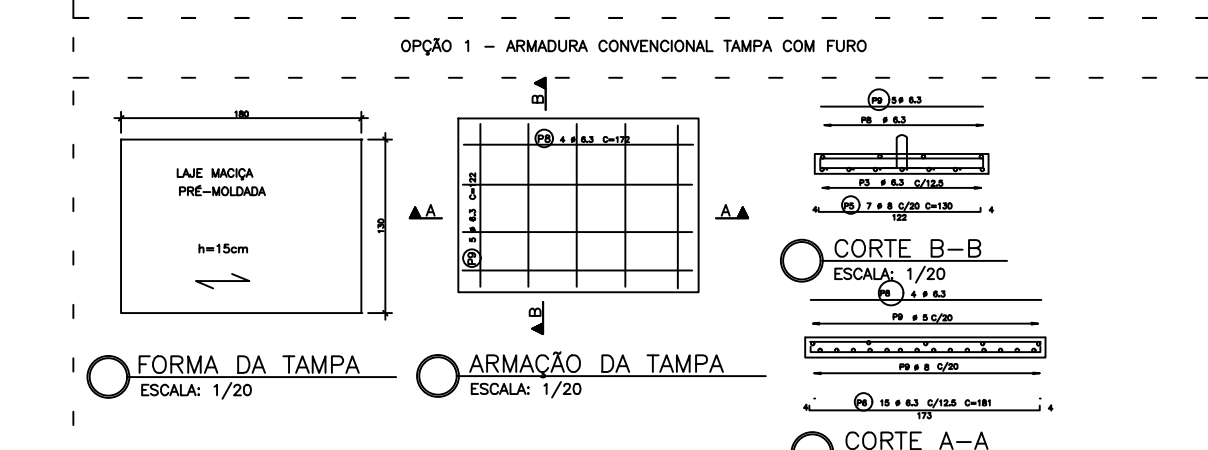 OPÇÃO 1 – ARMADURA CONVENCIONAL TAMPA COM FURO
180
LAJE MACIÇA
PRÉ-MOLDADA
h=15cm
130
FORMA DA TAMPA
ESCALA: 1/20
B
P8 4 ø 6.3 C=172
P9 5 ø 6.3 C=122
A
A
B
ARMAÇÃO DA TAMPA
ESCALA: 1/20
P9 5 ø 6.3
P8 ø 6.3
P3 ø 6.3 C/12.5
4 P5 7 ø 8 C/20 C=130 4
122
CORTE B-B
ESCALA: 1/20
P8 4 ø 6.3
P9 ø 5 C/20
P9 ø 8 C/20
4 P6 15 ø 6.3 C/12.5 C=181 4
173
CORTE A-A